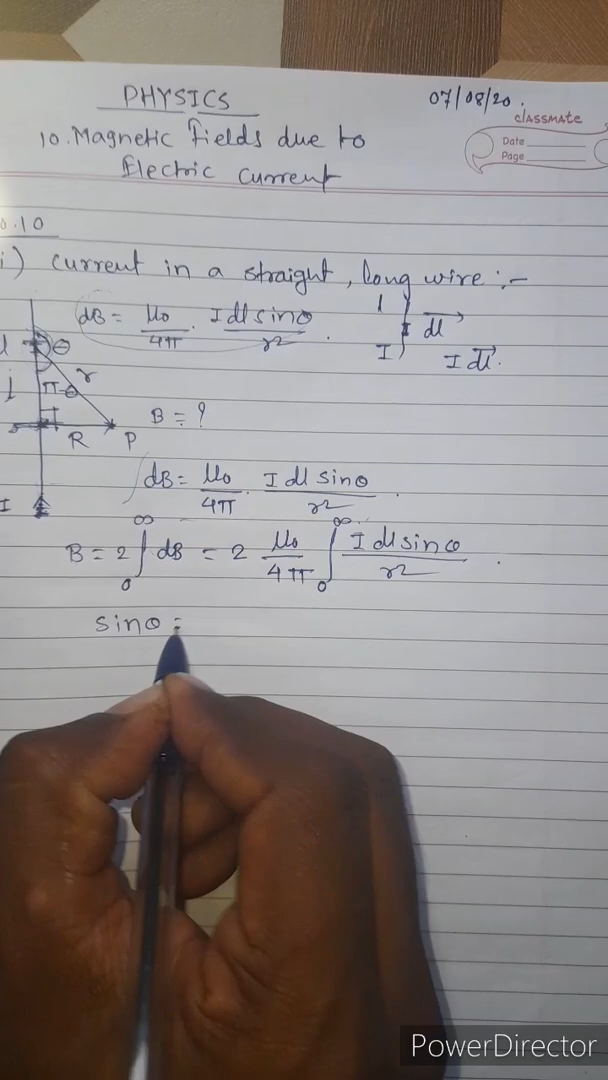 PHYSICS 07/08/20.
classmate
Date
Page
10. Magnetic Fields due to
Electric current
0.10
i) current in a straight, long wire :-
dB = μ0/4π . I dl sinθ / r²
I dl
I I dl.
l θ
r
π-θ
R P
I
B = ?
dB = μ0/4π . I dl sinθ / r² .
B = 2 ∫0^∞ dB = 2 μ0/4π ∫0^∞ I dl sinθ / r² .
sinθ =
PowerDirector